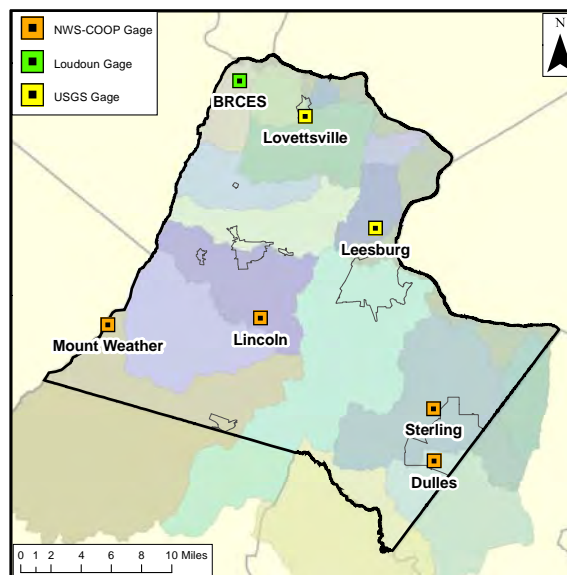 NWS-COOP Gage
Loudoun Gage
USGS Gage
N
BRCES
Lovettsville
Leesburg
Mount Weather
Lincoln
Sterling
Dulles
0 1 2 4 6 8 10 Miles